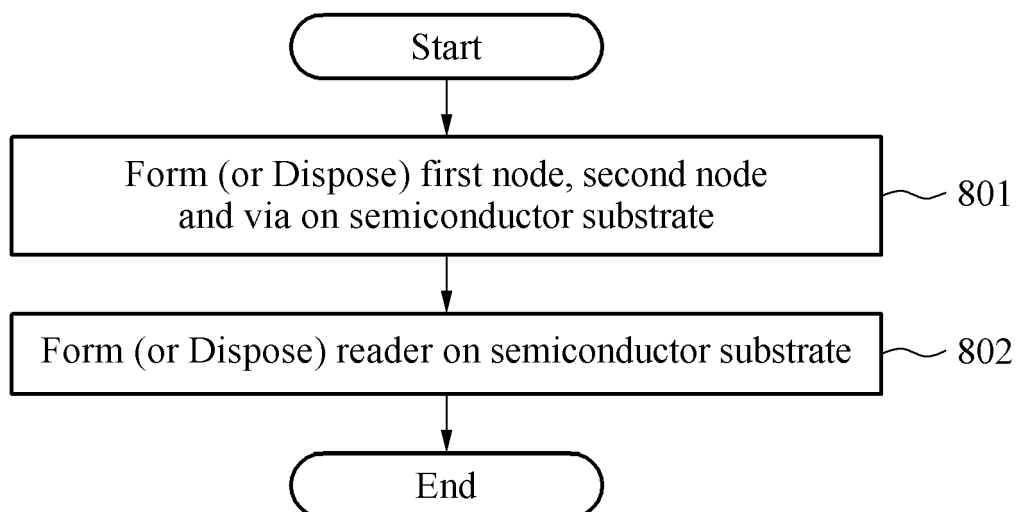 Start
Form (or Dispose) first node, second node
and via on semiconductor substrate
801
Form (or Dispose) reader on semiconductor substrate
802
End